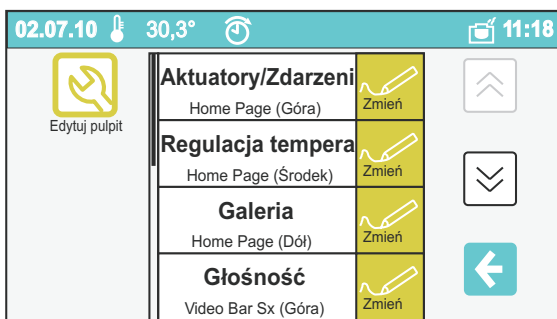 02.07.10 30,3° 11:18
Edytuj pulpit
Aktuatory/Zdarzeni
Home Page (Góra)
Zmień
Regulacja tempera
Home Page (Środek)
Zmień
Galeria
Home Page (Dół)
Zmień
Głośność
Video Bar Sx (Góra)
Zmień